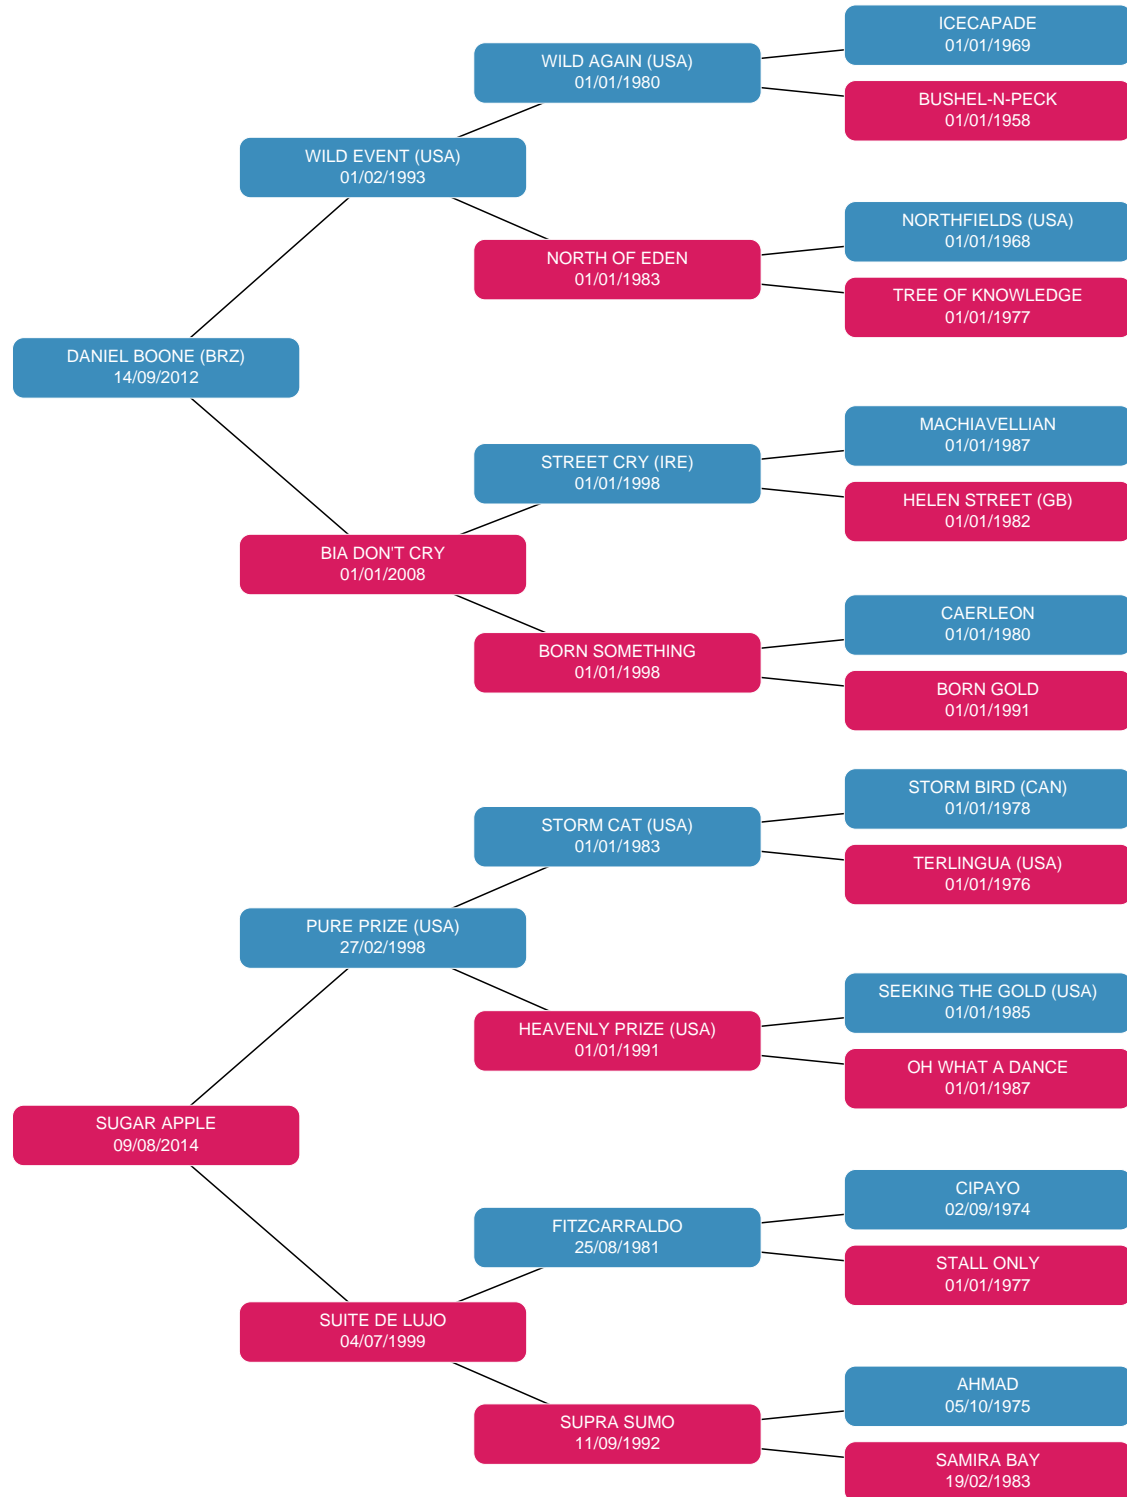 ICECAPADE
01/01/1969
WILD AGAIN (USA)
01/01/1980
BUSHEL-N-PECK
01/01/1958
WILD EVENT (USA)
01/02/1993
NORTHFIELDS (USA)
01/01/1968
NORTH OF EDEN
01/01/1983
TREE OF KNOWLEDGE
01/01/1977
DANIEL BOONE (BRZ)
14/09/2012
MACHIAVELLIAN
01/01/1987
STREET CRY (IRE)
01/01/1998
HELEN STREET (GB)
01/01/1982
BIA DON'T CRY
01/01/2008
CAERLEON
01/01/1980
BORN SOMETHING
01/01/1998
BORN GOLD
01/01/1991
STORM BIRD (CAN)
01/01/1978
STORM CAT (USA)
01/01/1983
TERLINGUA (USA)
01/01/1976
PURE PRIZE (USA)
27/02/1998
SEEKING THE GOLD (USA)
01/01/1985
HEAVENLY PRIZE (USA)
01/01/1991
OH WHAT A DANCE
01/01/1987
SUGAR APPLE
09/08/2014
CIPAYO
02/09/1974
FITZCARRALDO
25/08/1981
STALL ONLY
01/01/1977
SUITE DE LUJO
04/07/1999
AHMAD
05/10/1975
SUPRA SUMO
11/09/1992
SAMIRA BAY
19/02/1983